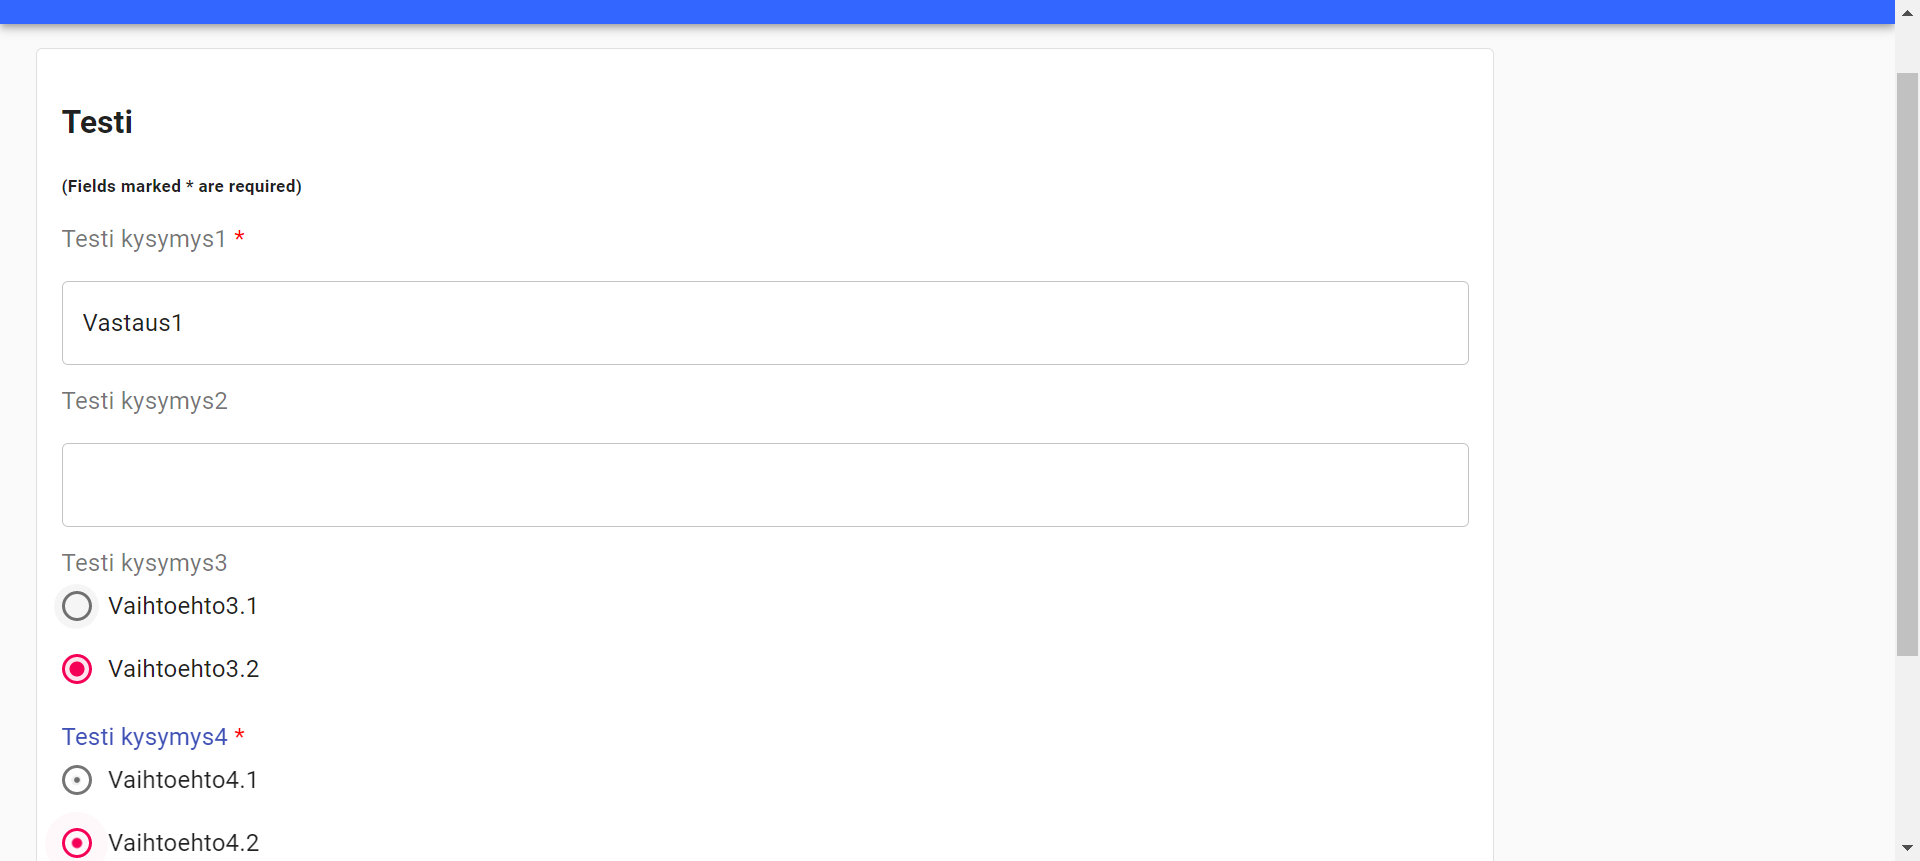 Testi
(Fields marked * are required)
Testi kysymys1 *
Vastaus1
Testi kysymys2
Testi kysymys3
Vaihtoehto3.1
Vaihtoehto3.2
Testi kysymys4 *
Vaihtoehto4.1
Vaihtoehto4.2